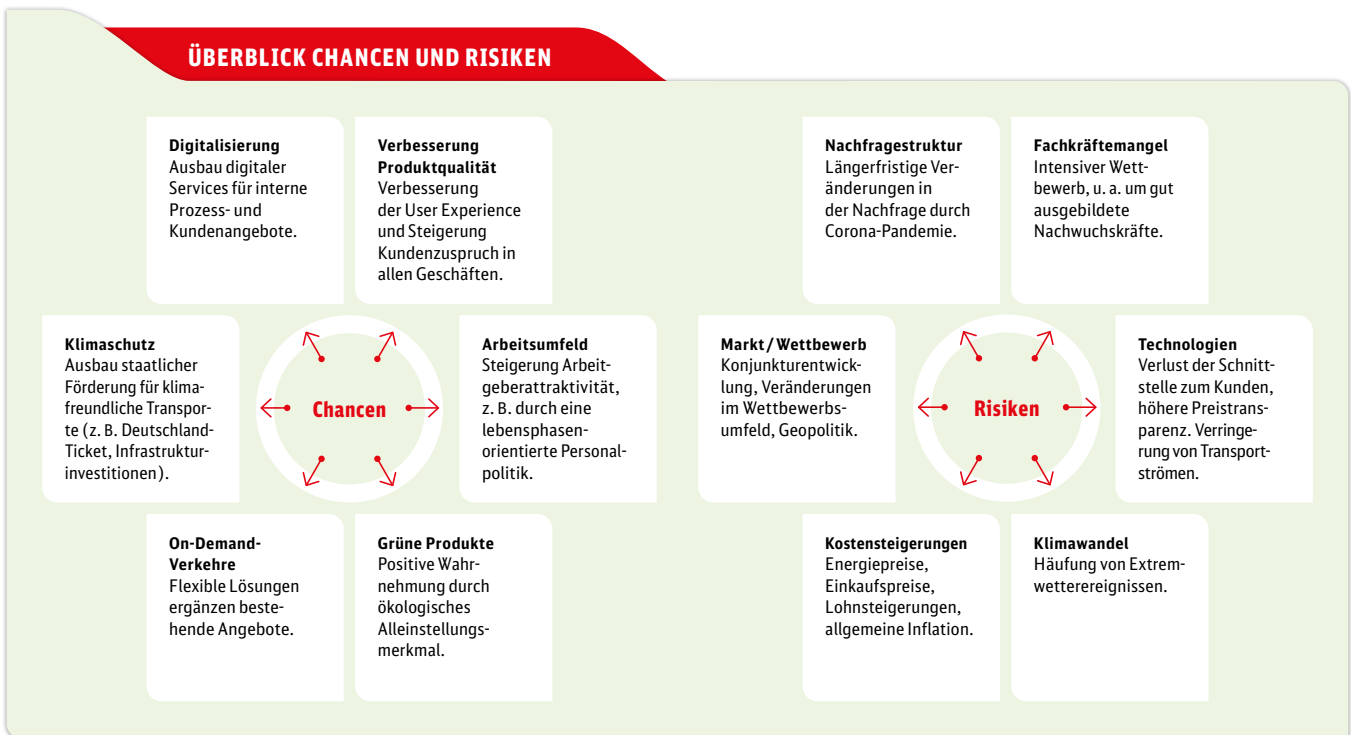 ÜBERBLICK CHANCEN UND RISIKEN
Digitalisierung
Ausbau digitaler
Services für interne
Prozess- und
Kundenangebote.
Verbesserung
Produktqualität
Verbesserung
der User Experience
und Steigerung
Kundenzuspruch in
allen Geschäften.
Klimaschutz
Ausbau staatlicher
Förderung für klima-
freundliche Transpor-
te (z. B. Deutschland-
Ticket, Infrastruktur-
investitionen).
Chancen
Arbeitsumfeld
Steigerung Arbeit-
geberattraktivität,
z. B. durch eine
lebensphasen-
orientierte Personal-
politik.
On-Demand-
Verkehre
Flexible Lösungen
ergänzen beste-
hende Angebote.
Grüne Produkte
Positive Wahr-
nehmung durch
ökologisches
Alleinstellungs-
merkmal.
Nachfragestruktur
Längerfristige Ver-
änderungen in
der Nachfrage durch
Corona-Pandemie.
Fachkräftemangel
Intensiver Wett-
bewerb, u. a. um gut
ausgebildete
Nachwuchskräfte.
Markt / Wettbewerb
Konjunkturentwick-
lung, Veränderungen
im Wettbewerbs-
umfeld, Geopolitik.
Risiken
Technologien
Verlust der Schnitt-
stelle zum Kunden,
höhere Preistrans-
parenz. Verringe-
rung von Transport-
strömen.
Kostensteigerungen
Energiepreise,
Einkaufspreise,
Lohnsteigerungen,
allgemeine Inflation.
Klimawandel
Häufung von Extrem-
wetterereignissen.